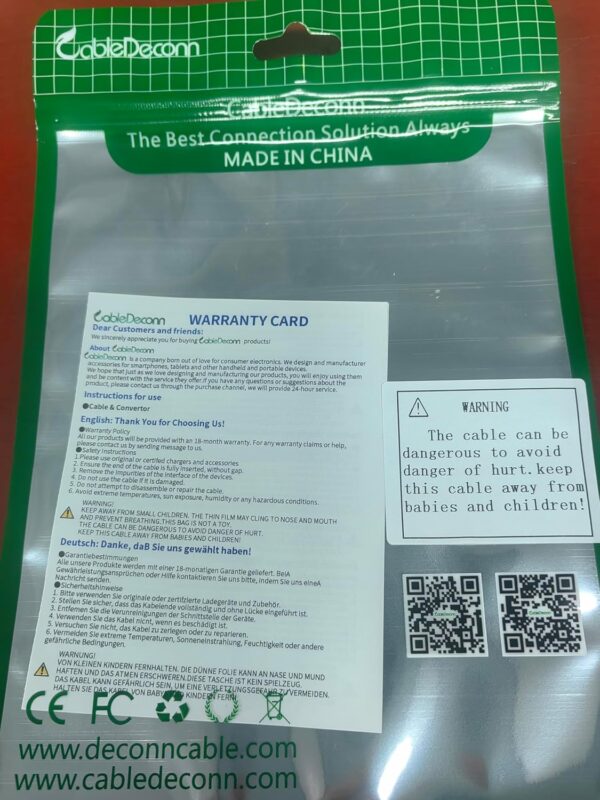 CableDeconn
CableDeconn
The Best Connection Solution Always
MADE IN CHINA
CableDeconn WARRANTY CARD
Dear Customers and friends:
We sincerely appreciate you for buying CableDeconn products!
About CableDeconn
CableDeconn is a company born out of love for consumer electronics. We design and manufacturer
accessories for smartphones, tablets and other handheld and portable devices.
We hope that just as we love designing and manufacturing our products, you will enjoy using them
and be content with the service they offer.if you have any questions or suggestions about the
product, please contact us through the purchase channel, we will provide 24-hour service.
Instructions for use
●Cable & Convertor
English: Thank You for Choosing Us!
●Warranty Policy
All our products will be provided with an 18-month warranty. For any warranty claims or help,
please contact us by sending message to us.
●Safety Instructions
1.Please use original or certifed chargers and accessories
2. Ensure the end of the cable is fully inserted, without gap.
3. Remove the impurities of the interface of the devices.
4. Do not use the cable if it is damaged.
5. Do not attempt to disassemble or repair the cable.
6. Avoid extreme temperatures, sun exposure, humidity or any hazardous conditions.
WARNING:
KEEP AWAY FROM SMALL CHILDREN. THE THIN FILM MAY CLING TO NOSE AND MOUTH
AND PREVENT BREATHING.THIS BAG IS NOT A TOY.
THE CABLE CAN BE DANGEROUS TO AVOID DANGER OF HURT.
KEEP THIS CABLE AWAY FROM BABIES AND CHILDREN!
Deutsch: Danke, daB Sie uns gewählt haben!
●Garantiebestimmungen
Alle unsere Produkte werden mit einer 18-monatigen Garantie geliefert. BeiA
Gewährleistungsansprüchen oder Hilfe kontaktieren Sie uns bitte, indem Sie uns eineA
Nachricht senden.
●Sicherheitshinweise
1. Bitte verwenden Sie originale oder zertifizierte Ladegeräte und Zubehör.
2. Stellen Sie sicher, dass das Kabelende vollständig und ohne Lücke eingeführt ist.
3. Entfernen Sie die Verunreinigungen der Schnittstelle der Geräte.
4. Verwenden Sie das Kabel nicht, wenn es beschädigt ist.
5. Versuchen Sie nicht, das Kabel zu zerlegen oder zu reparieren.
6. Vermeiden Sie extreme Temperaturen, Sonneneinstrahlung, Feuchtigkeit oder andere
gefährliche Bedingungen.
WARNUNG!
VON KLEINEN KINDERN FERNHALTEN. DIE DÜNNE FOLIE KANN AN NASE UND MUND
HAFTEN UND DAS ATMEN ERSCHWEREN.DIESE TASCHE IST KEIN SPIELZEUG.
DAS KABEL KANN GEFÄHRLICH SEIN, UM EINE VERLETZUNGSGEFAHR ZU VERMEIDEN.
HALTEN SIE DAS KABEL VON BABYS UND KINDERN FERN!
WARNING
The cable can be
dangerous to avoid
danger of hurt.keep
this cable away from
babies and children!
CableDeconn
CableDeconn
CE FC
www.deconncable.com
www.cabledeconn.com